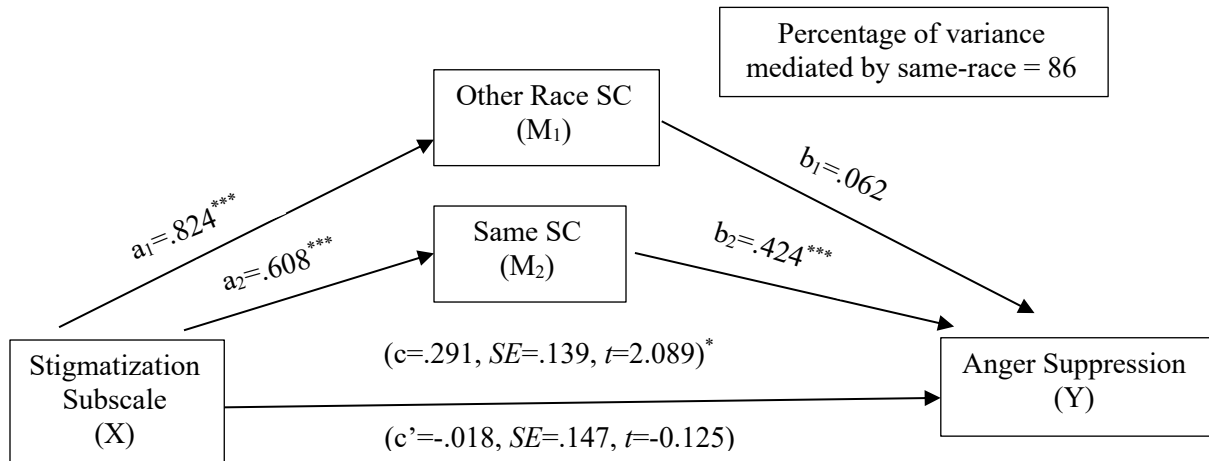 Percentage of variance
mediated by same-race = 86
Other Race SC
(M₁)
a₁=.824***
b₁=.062
Same SC
(M₂)
a₂=.608***
b₂=.424***
Stigmatization
Subscale
(X)
(c=.291, SE=.139, t=2.089)*
(c’=-.018, SE=.147, t=-0.125)
Anger Suppression
(Y)